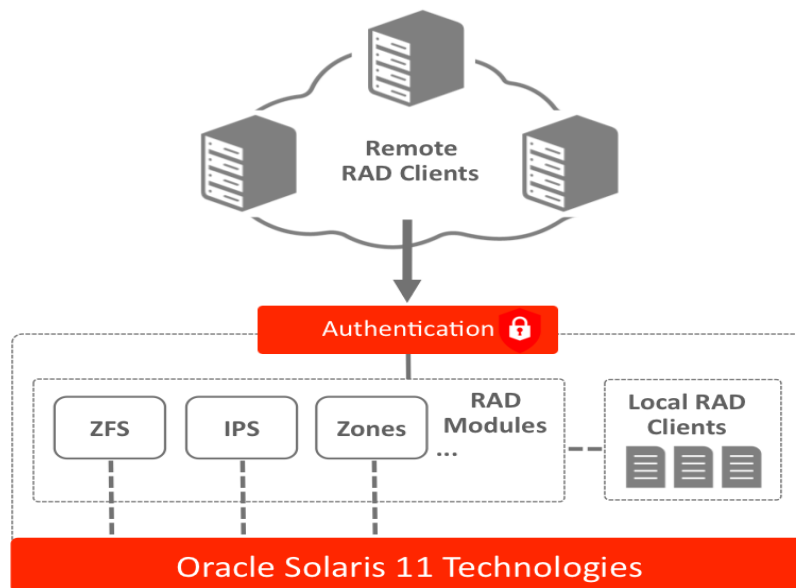 Remote
RAD Clients
Authentication
ZFS
IPS
Zones
RAD
Modules
...
Local RAD
Clients
Oracle Solaris 11 Technologies